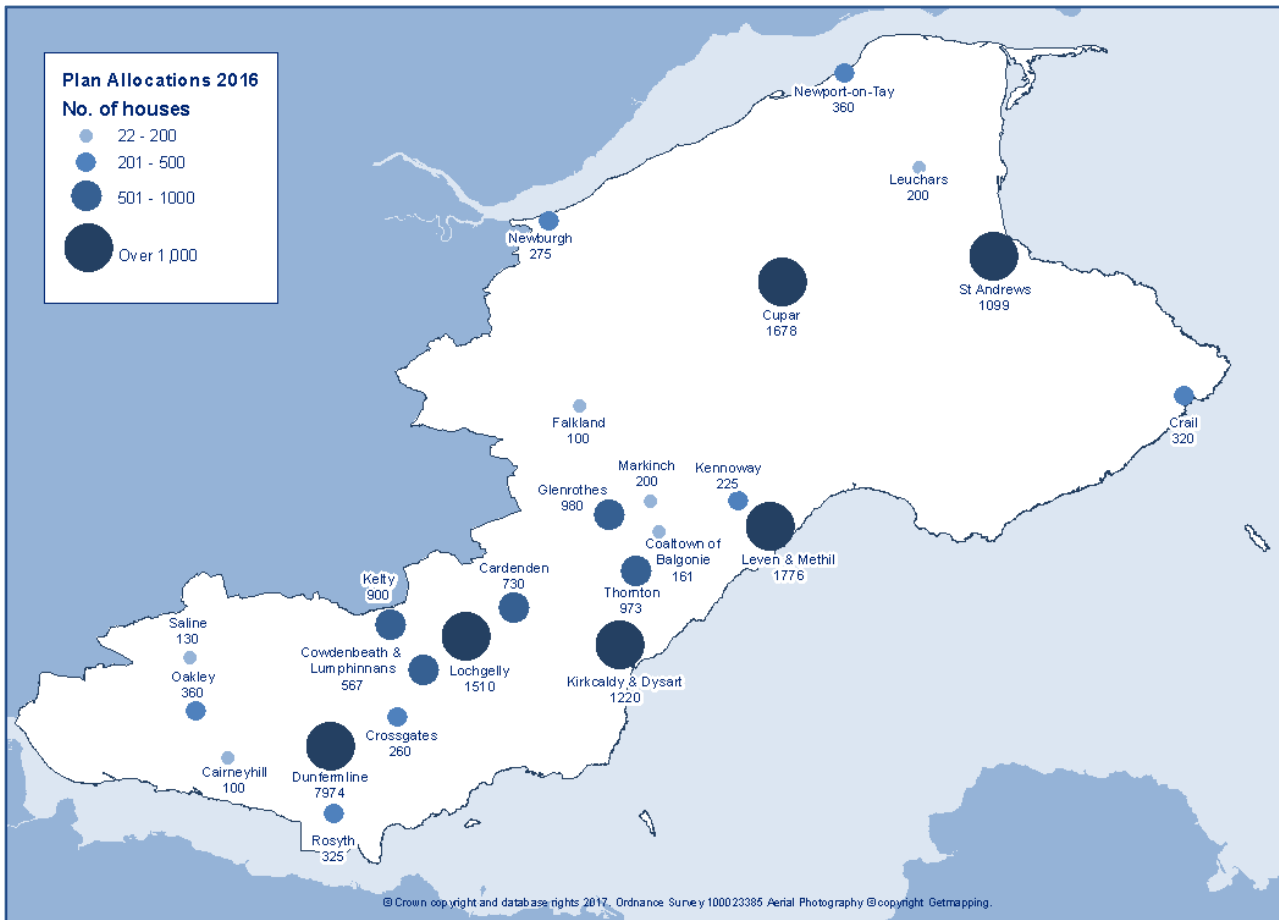 Plan Allocations 2016
No. of houses
22 - 200
201 - 500
501 - 1000
Over 1,000
Newport-on-Tay
360
Leuchars
200
Newburgh
275
St Andrews
1099
Cupar
1678
Crail
320
Falkland
100
Markinch
200
Kennoway
225
Glenrothes
980
Coaltown of
Balgonie
161
Leven & Methil
1776
Cardenden
730
Thornton
973
Kelty
900
Saline
130
Cowdenbeath &
Lumphinnans
567
Lochgelly
1510
Kirkcaldy & Dysart
1220
Oakley
360
Crossgates
260
Cairneyhill
100
Dunfermline
7974
Rosyth
325
© Crown copyright and database rights 2017. Ordnance Survey 100023385 Aerial Photography © copyright Getmapping.